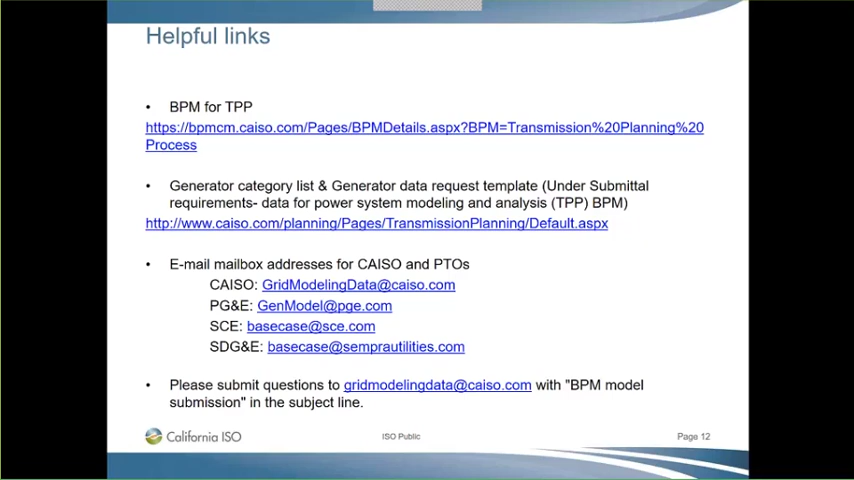 Helpful links
• BPM for TPP
https://bpmcm.caiso.com/Pages/BPMDetails.aspx?BPM=Transmission%20Planning%20
Process
• Generator category list & Generator data request template (Under Submittal
requirements- data for power system modeling and analysis (TPP) BPM)
http://www.caiso.com/planning/Pages/TransmissionPlanning/Default.aspx
• E-mail mailbox addresses for CAISO and PTOs
CAISO: GridModelingData@caiso.com
PG&E: GenModel@pge.com
SCE: basecase@sce.com
SDG&E: basecase@semprautilities.com
• Please submit questions to gridmodelingdata@caiso.com with "BPM model
submission" in the subject line.
California ISO
ISO Public
Page 12